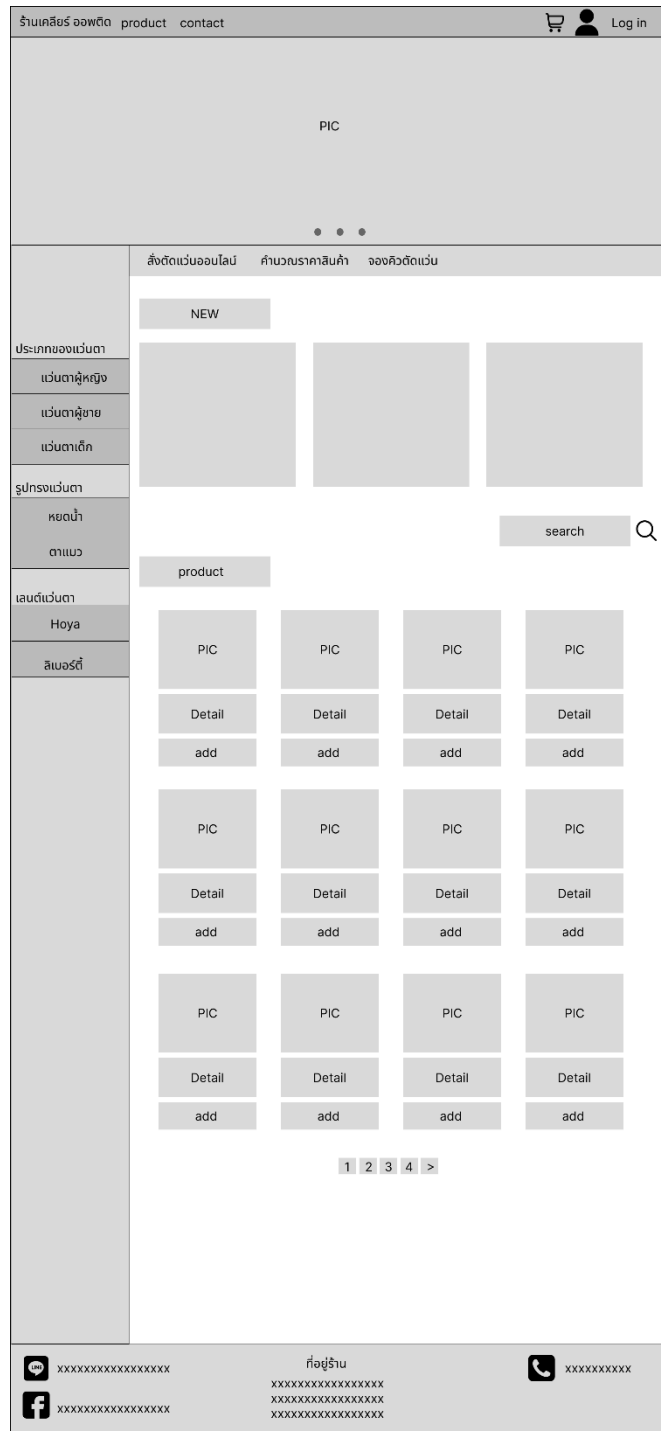 ร้านเคลียร์ ออพติด product contact Log in
PIC
สั่งตัดแว่นออนไลน์ คำนวณราคาสินค้า จองคิวตัดแว่น
NEW
ประเภทของแว่นตา
แว่นตาผู้หญิง
แว่นตาผู้ชาย
แว่นตาเด็ก
รูปทรงแว่นตา
หยดน้ำ
ตาแมว
เลนต์แว่นตา
Hoya
ลิเบอร์ตี้
search
product
PIC PIC PIC PIC
Detail Detail Detail Detail
add add add add
PIC PIC PIC PIC
Detail Detail Detail Detail
add add add add
PIC PIC PIC PIC
Detail Detail Detail Detail
add add add add
1 2 3 4 >
LINE xxxxxxxxxxxxxxxxx
xxxxxxxxxxxxxxxxx
ที่อยู่ร้าน
xxxxxxxxxxxxxxxxx
xxxxxxxxxxxxxxxxx
xxxxxxxxxxxxxxxxx
xxxxxxxxxx